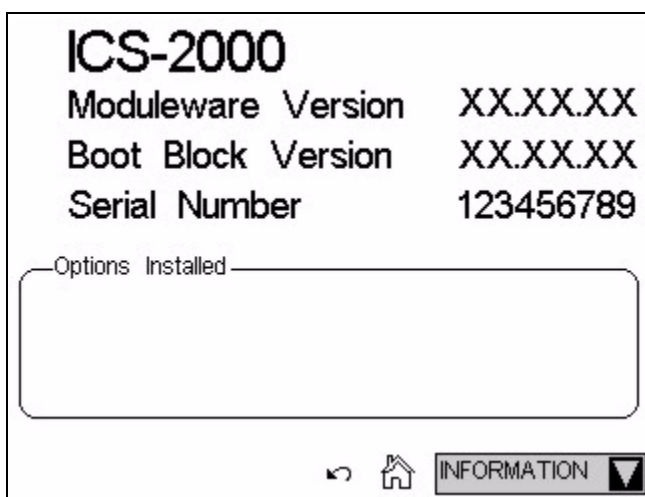 ICS-2000
Moduleware Version XX.XX.XX
Boot Block Version XX.XX.XX
Serial Number 123456789
Options Installed
INFORMATION